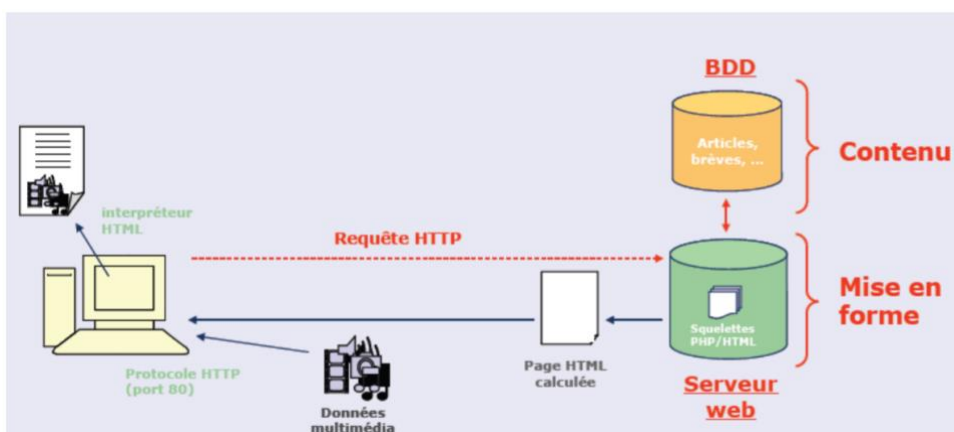 BDD
Articles,
brèves, ...
Contenu
interpréteur
HTML
Requête HTTP
Mise en
forme
Squelettes
PHP/HTML
Page HTML
calculée
Protocole HTTP
(port 80)
Données
multimédia
Serveur
web